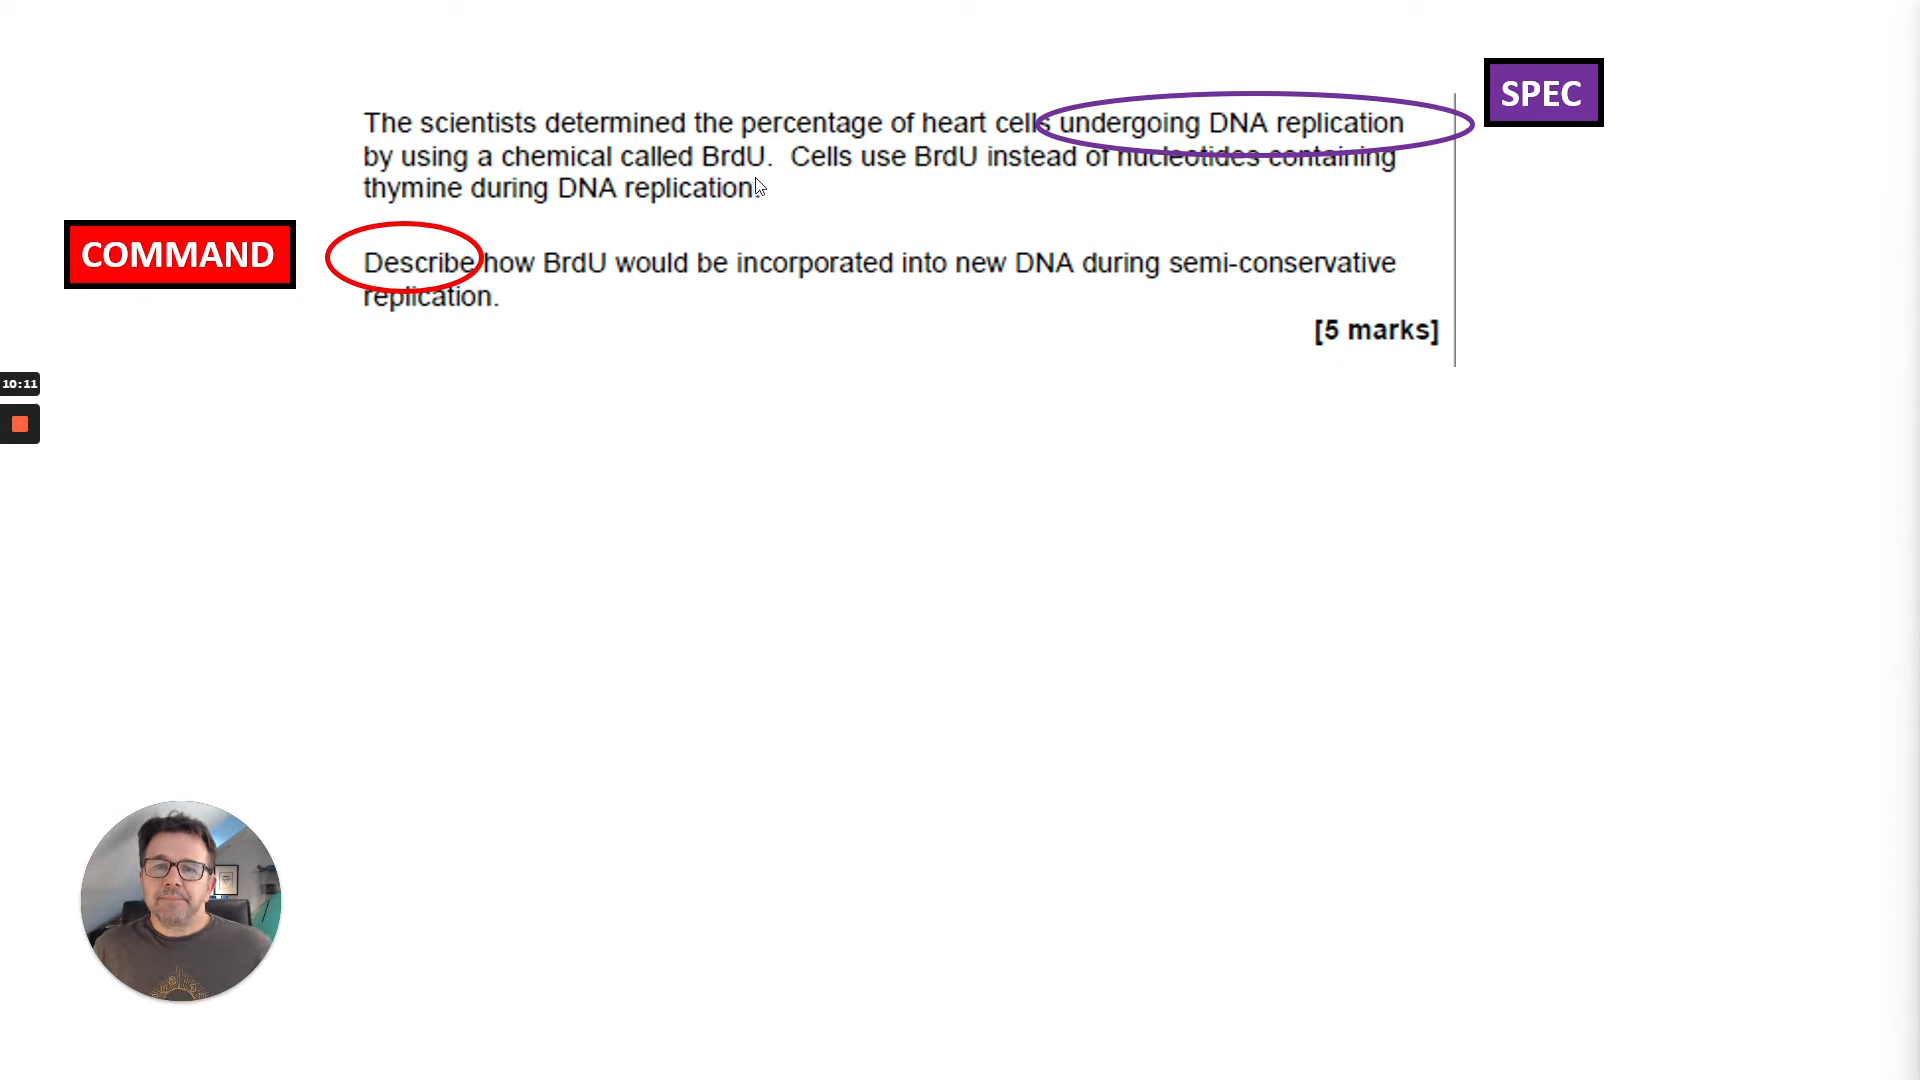 SPEC
The scientists determined the percentage of heart cells undergoing DNA replication
by using a chemical called BrdU. Cells use BrdU instead of nucleotides containing
thymine during DNA replication.
COMMAND
Describe how BrdU would be incorporated into new DNA during semi-conservative
replication.
[5 marks]
10:11